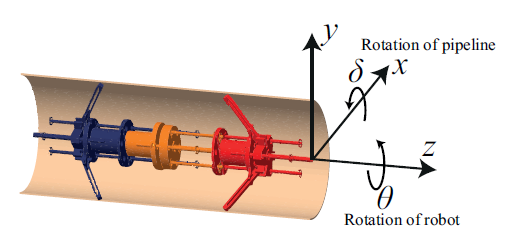 y
Rotation of pipeline
δ
x
z
θ
Rotation of robot